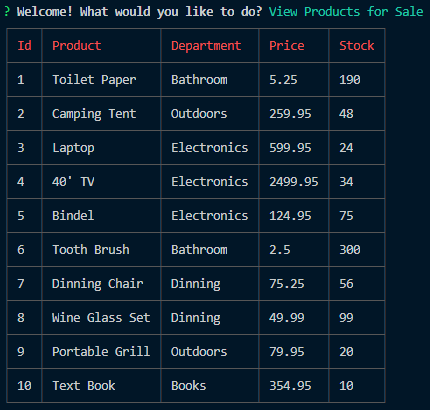 ? Welcome! What would you like to do? View Products for Sale
Id Product Department Price Stock
1 Toilet Paper Bathroom 5.25 190
2 Camping Tent Outdoors 259.95 48
3 Laptop Electronics 599.95 24
4 40' TV Electronics 2499.95 34
5 Bindel Electronics 124.95 75
6 Tooth Brush Bathroom 2.5 300
7 Dinning Chair Dinning 75.25 56
8 Wine Glass Set Dinning 49.99 99
9 Portable Grill Outdoors 79.95 20
10 Text Book Books 354.95 10